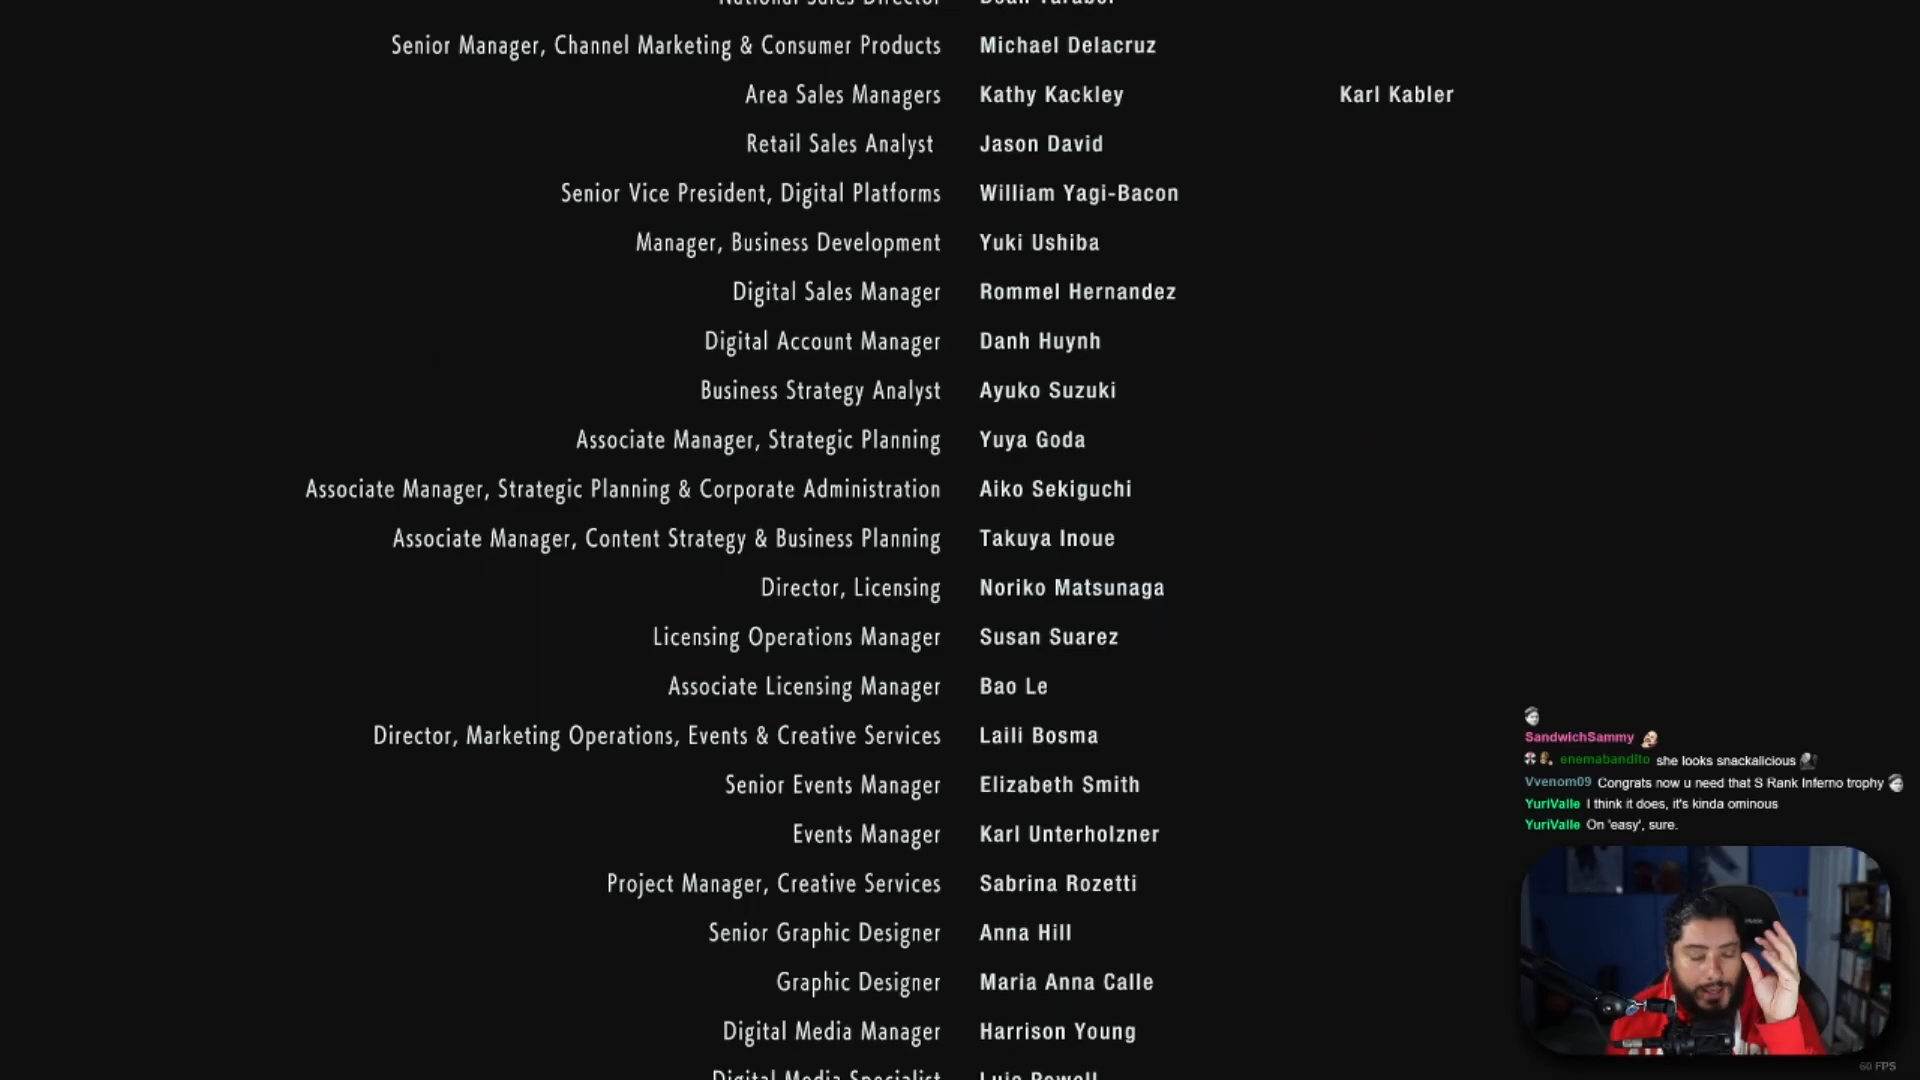 Senior Manager, Channel Marketing & Consumer Products Michael Delacruz
Area Sales Managers Kathy Kackley Karl Kabler
Retail Sales Analyst Jason David
Senior Vice President, Digital Platforms William Yagi-Bacon
Manager, Business Development Yuki Ushiba
Digital Sales Manager Rommel Hernandez
Digital Account Manager Danh Huynh
Business Strategy Analyst Ayuko Suzuki
Associate Manager, Strategic Planning Yuya Goda
Associate Manager, Strategic Planning & Corporate Administration Aiko Sekiguchi
Associate Manager, Content Strategy & Business Planning Takuya Inoue
Director, Licensing Noriko Matsunaga
Licensing Operations Manager Susan Suarez
Associate Licensing Manager Bao Le
Director, Marketing Operations, Events & Creative Services Laili Bosma
Senior Events Manager Elizabeth Smith
Events Manager Karl Unterholzner
Project Manager, Creative Services Sabrina Rozetti
Senior Graphic Designer Anna Hill
Graphic Designer Maria Anna Calle
Digital Media Manager Harrison Young
Digital Media Specialist
SandwichSammy
enemabandito she looks snackalicious
Vvenom09 Congrats now u need that S Rank Inferno trophy
YuriValle I think it does, it's kinda ominous
YuriValle On 'easy', sure.
60 FPS